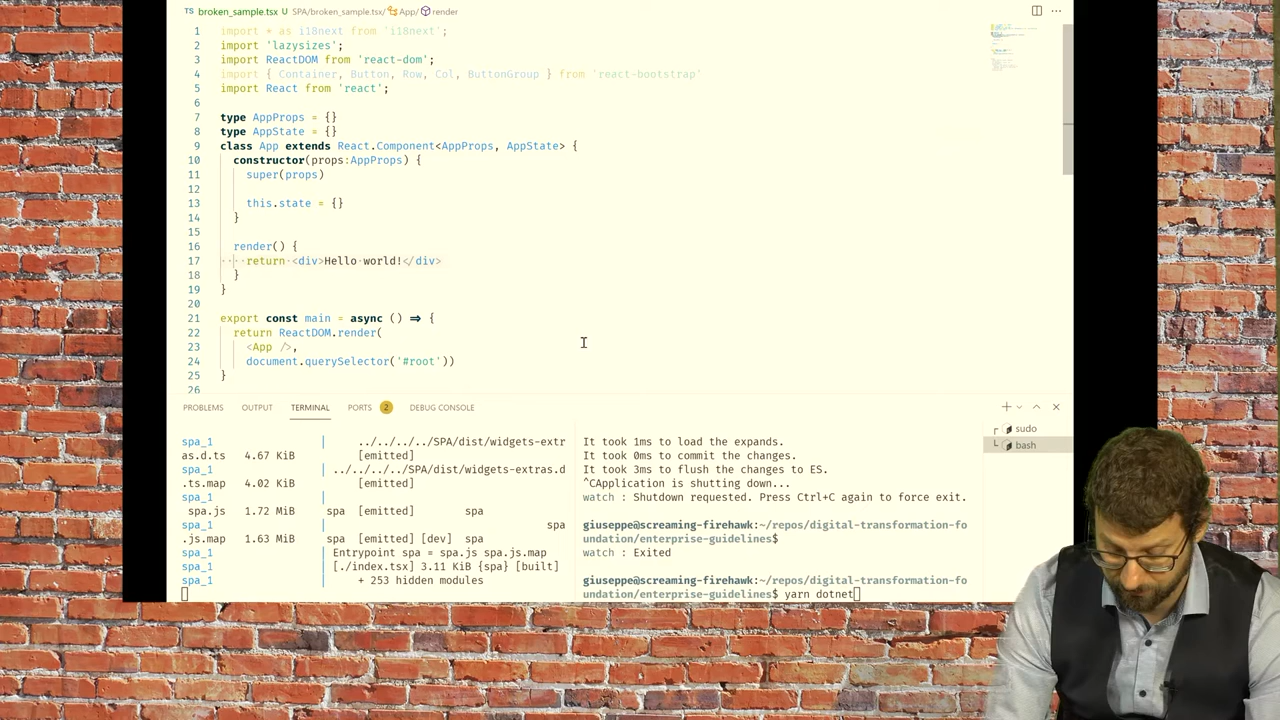 TS broken_sample.tsx U SPA/broken_sample.tsx/ App/ render
1 import * as i18next from 'i18next';
2 import 'lazysizes';
3 import ReactDOM from 'react-dom';
4 import { Container, Button, Row, Col, ButtonGroup } from 'react-bootstrap'
5 import React from 'react';
6
7 type AppProps = {}
8 type AppState = {}
9 class App extends React.Component<AppProps, AppState> {
10 constructor(props:AppProps) {
11 super(props)
12
13 this.state = {}
14 }
15
16 render() {
17 return <div>Hello world!</div>
18 }
19 }
20
21 export const main = async () => {
22 return ReactDOM.render(
23 <App />,
24 document.querySelector('#root'))
25 }
26
PROBLEMS OUTPUT TERMINAL PORTS 2 DEBUG CONSOLE
spa_1 | ../../../../SPA/dist/widgets-extr
as.d.ts 4.67 KiB [emitted]
spa_1 | ../../../../SPA/dist/widgets-extras.d
.ts.map 4.02 KiB [emitted]
spa_1 |
spa.js 1.72 MiB spa [emitted] spa
spa_1 | spa
.js.map 1.63 MiB spa [emitted] [dev] spa
spa_1 | Entrypoint spa = spa.js spa.js.map
spa_1 | [./index.tsx] 3.11 KiB {spa} [built]
spa_1 | + 253 hidden modules
It took 1ms to load the expands.
It took 0ms to commit the changes.
It took 3ms to flush the changes to ES.
^CApplication is shutting down...
watch : Shutdown requested. Press Ctrl+C again to force exit.
giuseppe@screaming-firehawk:~/repos/digital-transformation-fo
undation/enterprise-guidelines$
watch : Exited
giuseppe@screaming-firehawk:~/repos/digital-transformation-fo
undation/enterprise-guidelines$ yarn dotnet
sudo
bash